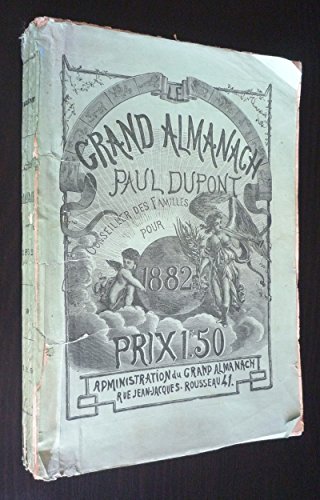 LE
GRAND ALMANACH
PAUL DUPONT
CONSEILLER DES FAMILLES
POUR
1882
PRIX 1.50
ADMINISTRATION du GRAND ALMANACH
RUE JEAN-JACQUES-ROUSSEAU 41.